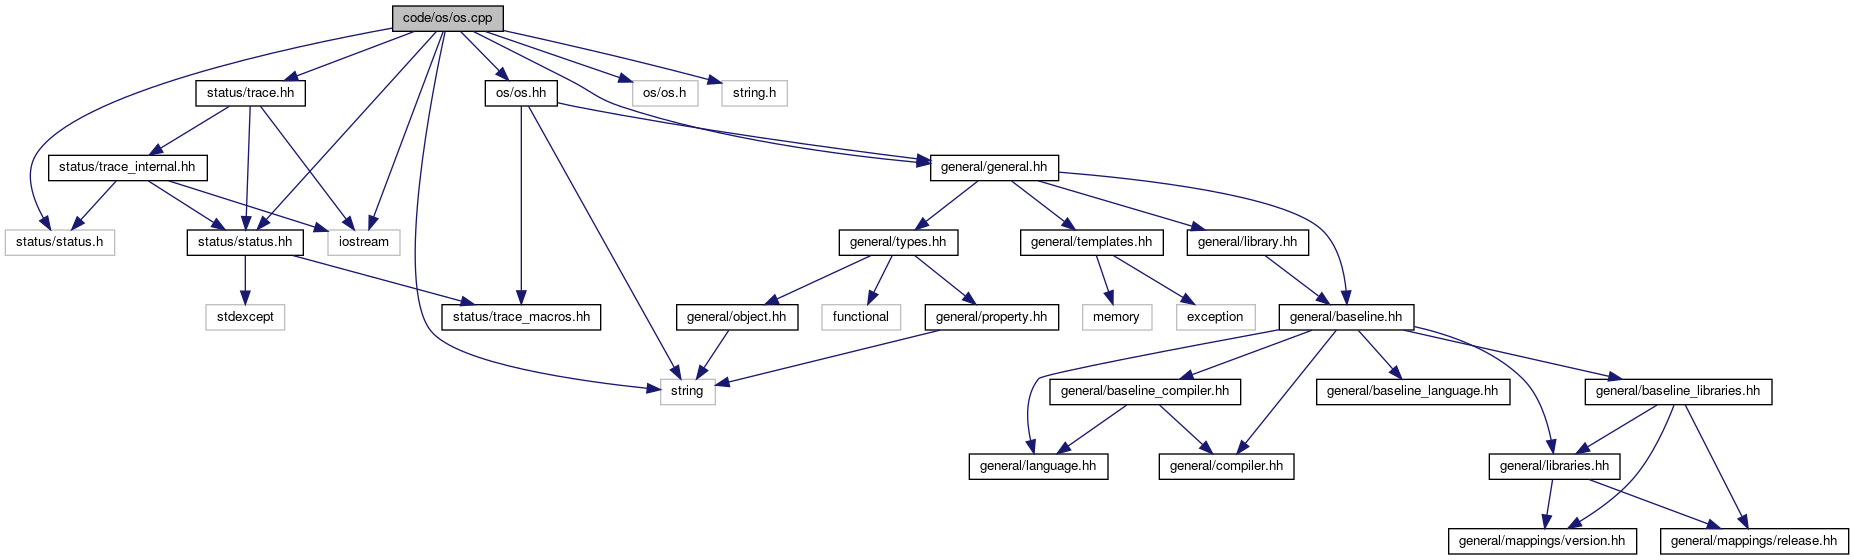 code/os/os.cpp
status/trace.hh
os/os.hh
os/os.h
string.h
status/trace_internal.hh
general/general.hh
status/status.h
status/status.hh
iostream
general/types.hh
general/templates.hh
general/library.hh
stdexcept
status/trace_macros.hh
general/object.hh
functional
general/property.hh
memory
exception
general/baseline.hh
string
general/baseline_compiler.hh
general/baseline_language.hh
general/baseline_libraries.hh
general/language.hh
general/compiler.hh
general/libraries.hh
general/mappings/version.hh
general/mappings/release.hh